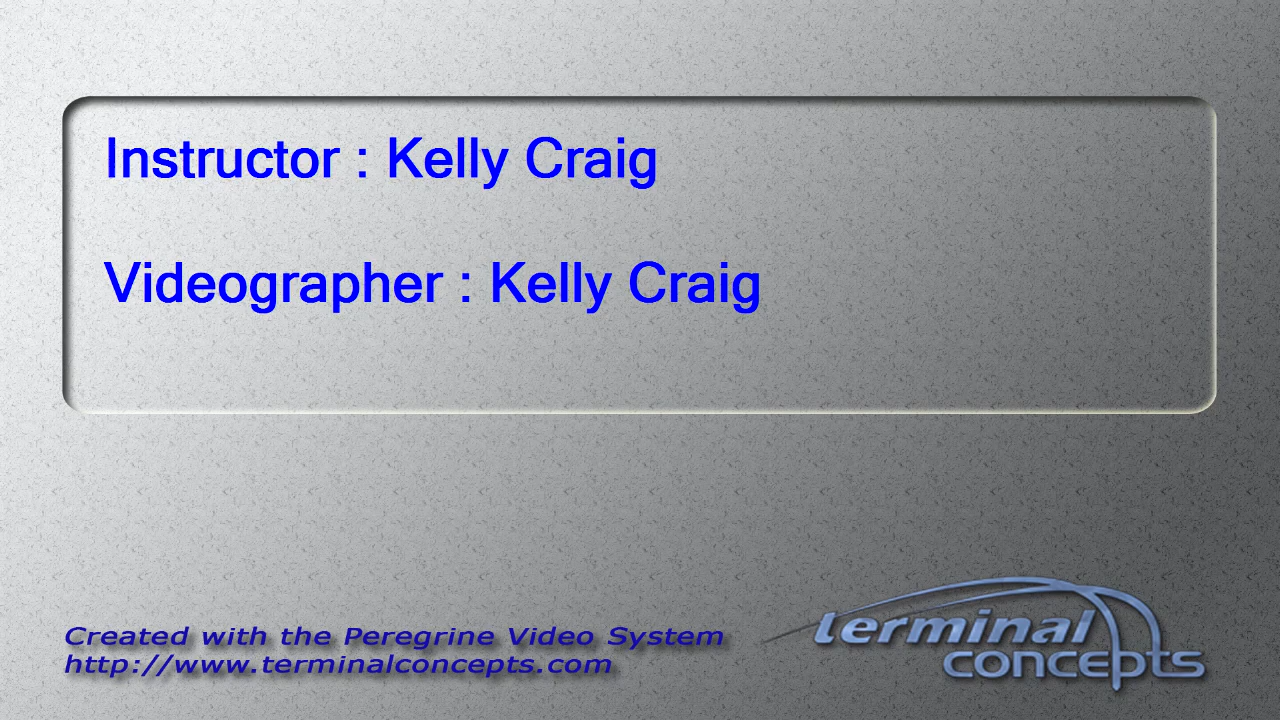 Instructor : Kelly Craig
Videographer : Kelly Craig
Created with the Peregrine Video System
http://www.terminalconcepts.com
terminal
concepts